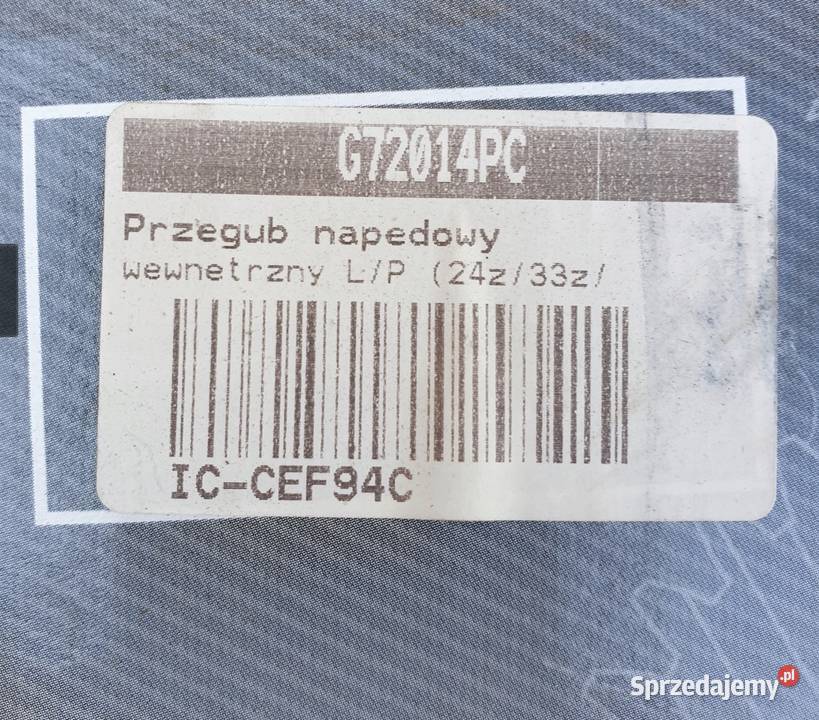 G72014PC
Przegub napedowy
wewnetrzny L/P (24z/33z/
IC-CEF94C
Sprzedajemy.pl